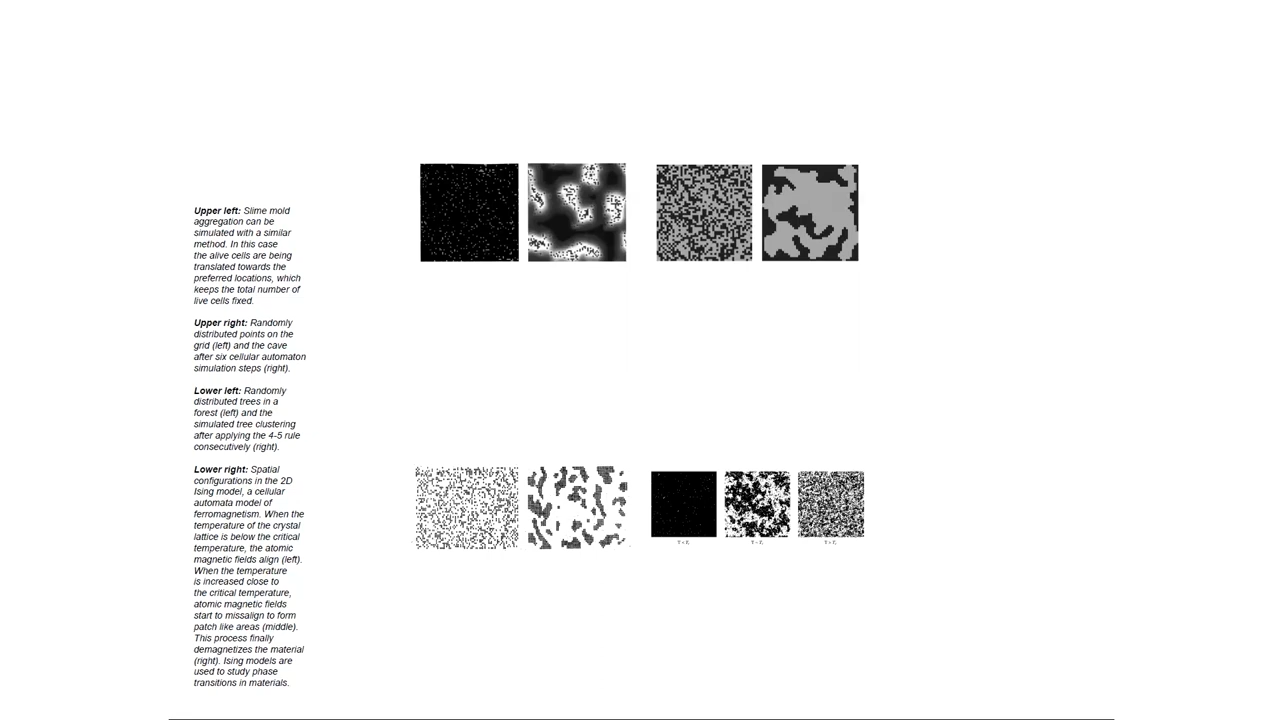 Upper left: Slime mold
aggregation can be
simulated with a similar
method. In this case
the alive cells are being
translated towards the
preferred locations, which
keeps the total number of
live cells fixed.
Upper right: Randomly
distributed points on the
grid (left) and the cave
after six cellular automaton
simulation steps (right).
Lower left: Randomly
distributed trees in a
forest (left) and the
simulated tree clustering
after applying the 4-5 rule
consecutively (right).
Lower right: Spatial
configurations in the 2D
Ising model, a cellular
automata model of
ferromagnetism. When the
temperature of the crystal
lattice is below the critical
temperature, the atomic
magnetic fields align (left).
When the temperature
is increased close to
the critical temperature,
atomic magnetic fields
start to missalign to form
patch like areas (middle).
This process finally
demagnetizes the material
(right). Ising models are
used to study phase
transitions in materials.